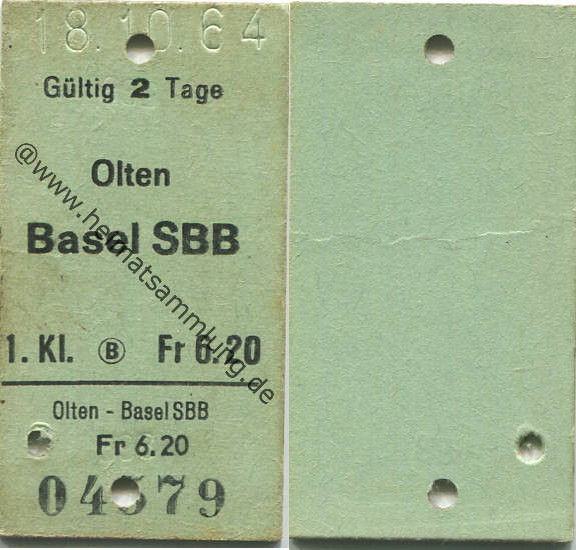 18.10.64
Gültig 2 Tage
Olten
Basel SBB
1. Kl. Ⓑ Fr 6.20
Olten - Basel SBB
Fr 6.20
04579
@www.heimatsammlung.de